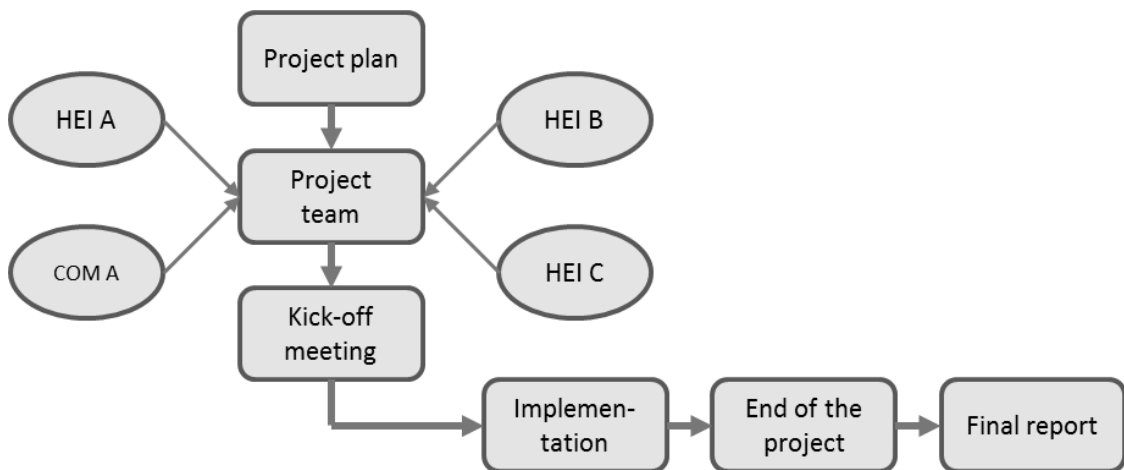 Project plan
HEI A
HEI B
Project
team
COM A
HEI C
Kick-off
meeting
Implemen-
tation
End of the
project
Final report